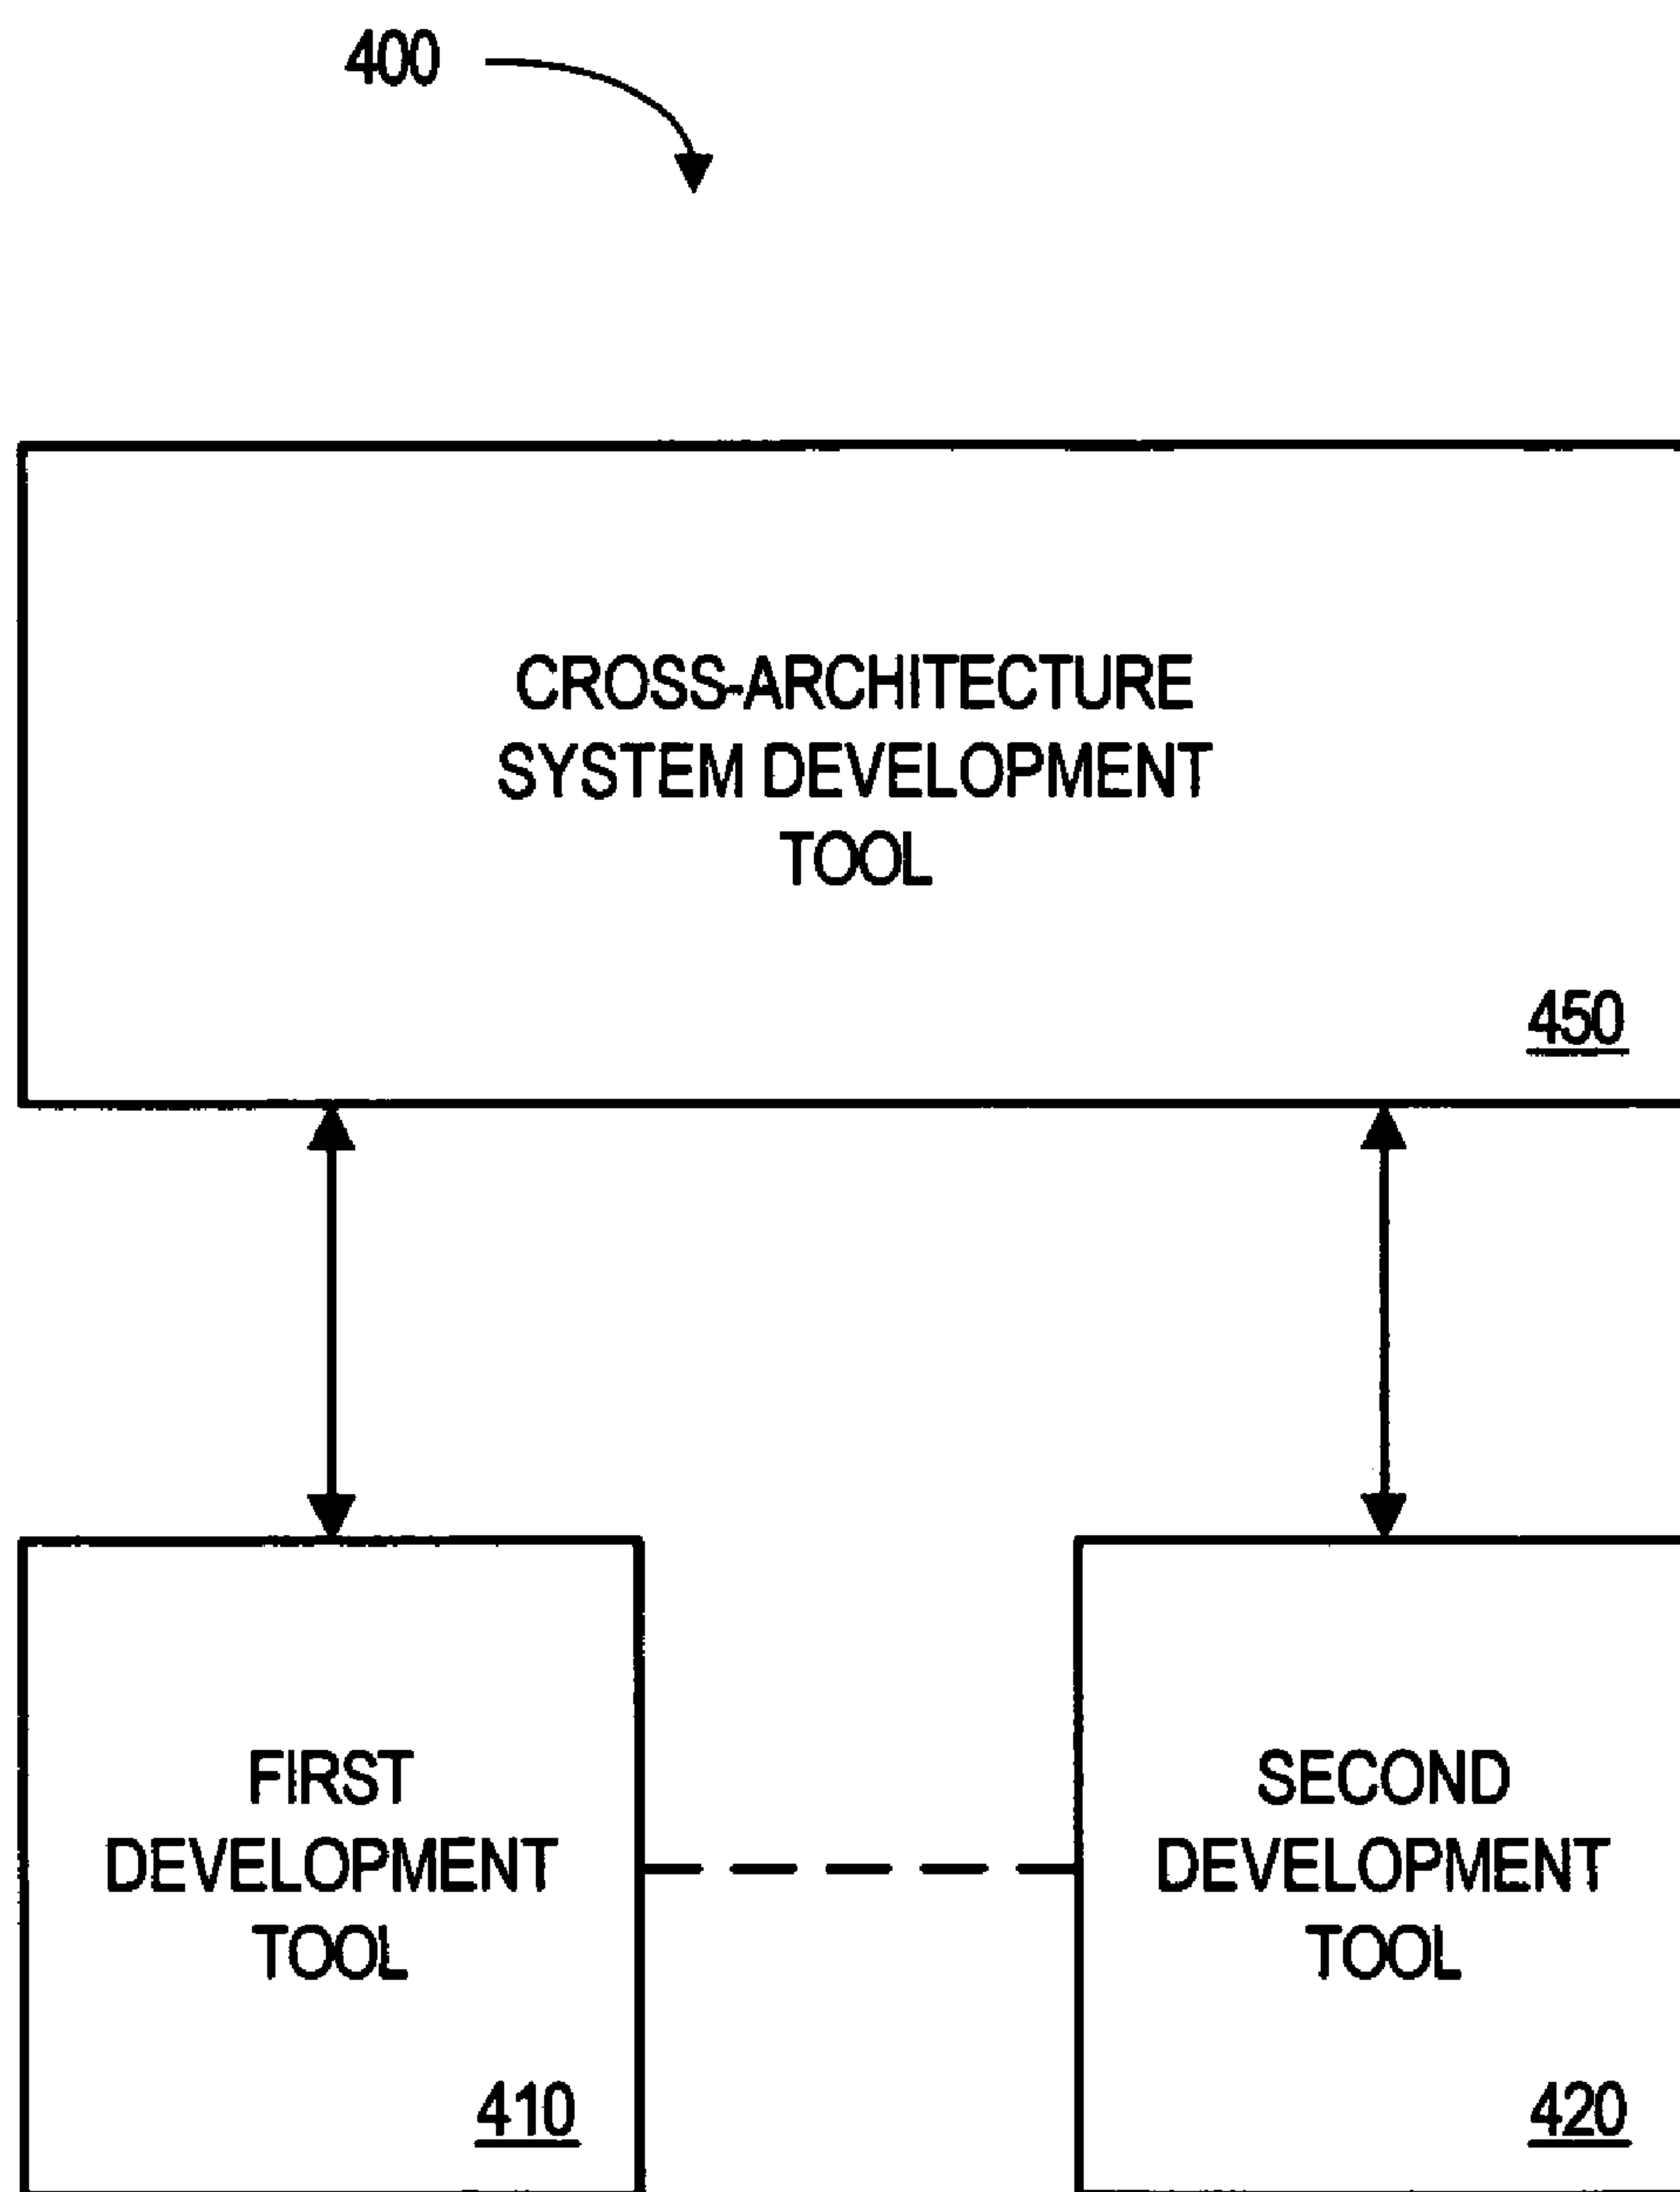 400
CROSS-ARCHITECTURE
SYSTEM DEVELOPMENT
TOOL
450
FIRST
DEVELOPMENT
TOOL
410
SECOND
DEVELOPMENT
TOOL
420